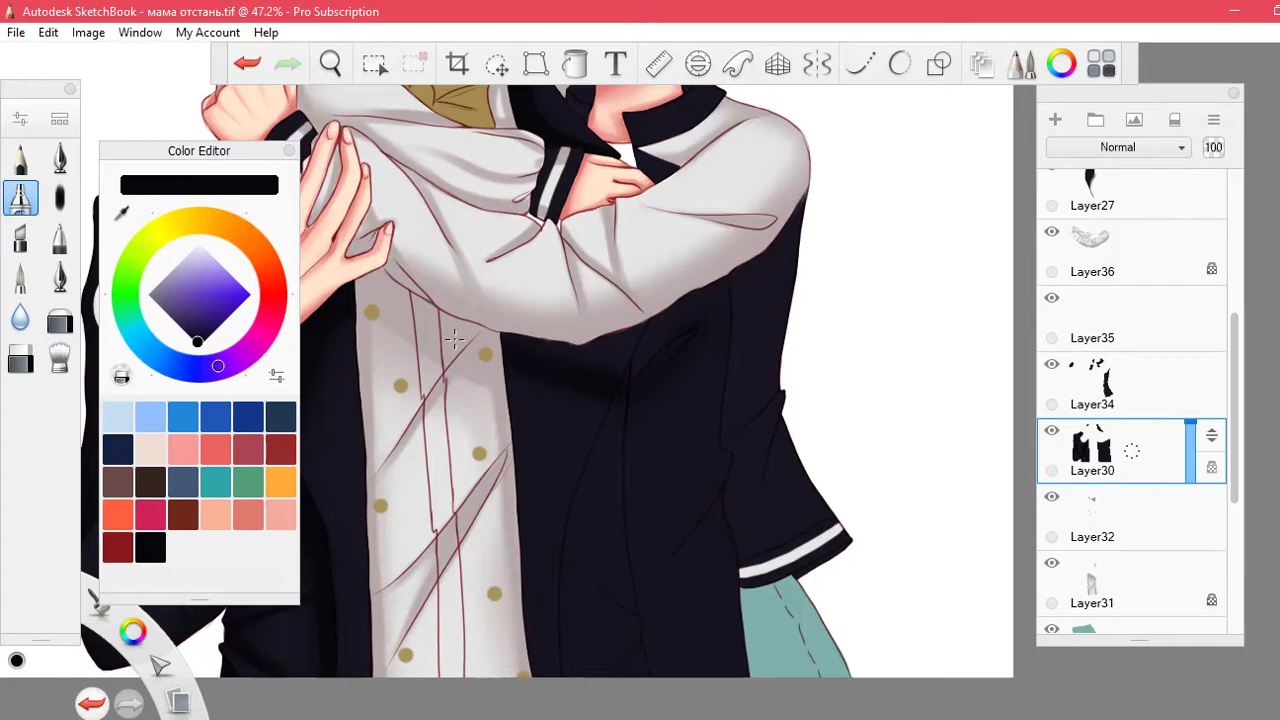 Autodesk SketchBook - мама отстань.tif @ 47.2% - Pro Subscription
File Edit Image Window My Account Help
T
Color Editor
Normal
100
Layer27
Layer36
Layer35
Layer34
Layer30
Layer32
Layer31